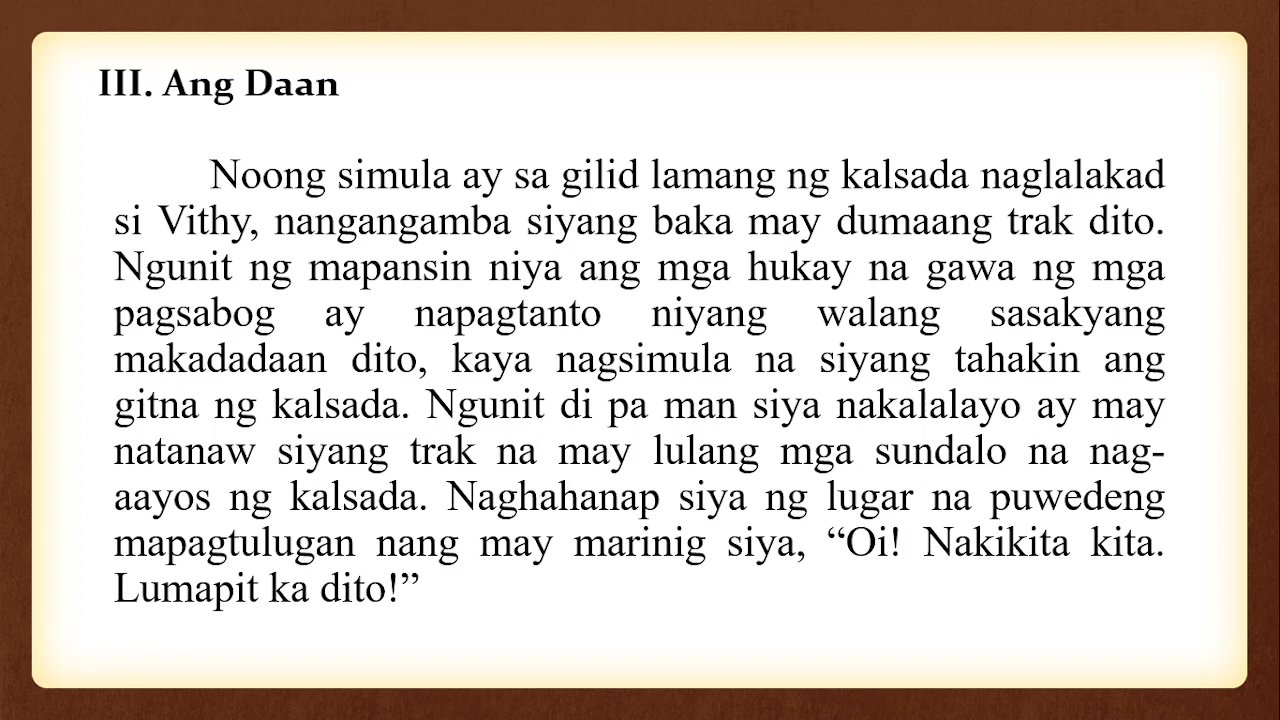 III. Ang Daan
Noong simula ay sa gilid lamang ng kalsada naglalakad
si Vithy, nangangamba siyang baka may dumaang trak dito.
Ngunit ng mapansin niya ang mga hukay na gawa ng mga
pagsabog ay napagtanto niyang walang sasakyang
makadadaan dito, kaya nagsimula na siyang tahakin ang
gitna ng kalsada. Ngunit di pa man siya nakalalayo ay may
natanaw siyang trak na may lulang mga sundalo na nag-
aayos ng kalsada. Naghahanap siya ng lugar na puwedeng
mapagtulugan nang may marinig siya, “Oi! Nakikita kita.
Lumapit ka dito!”